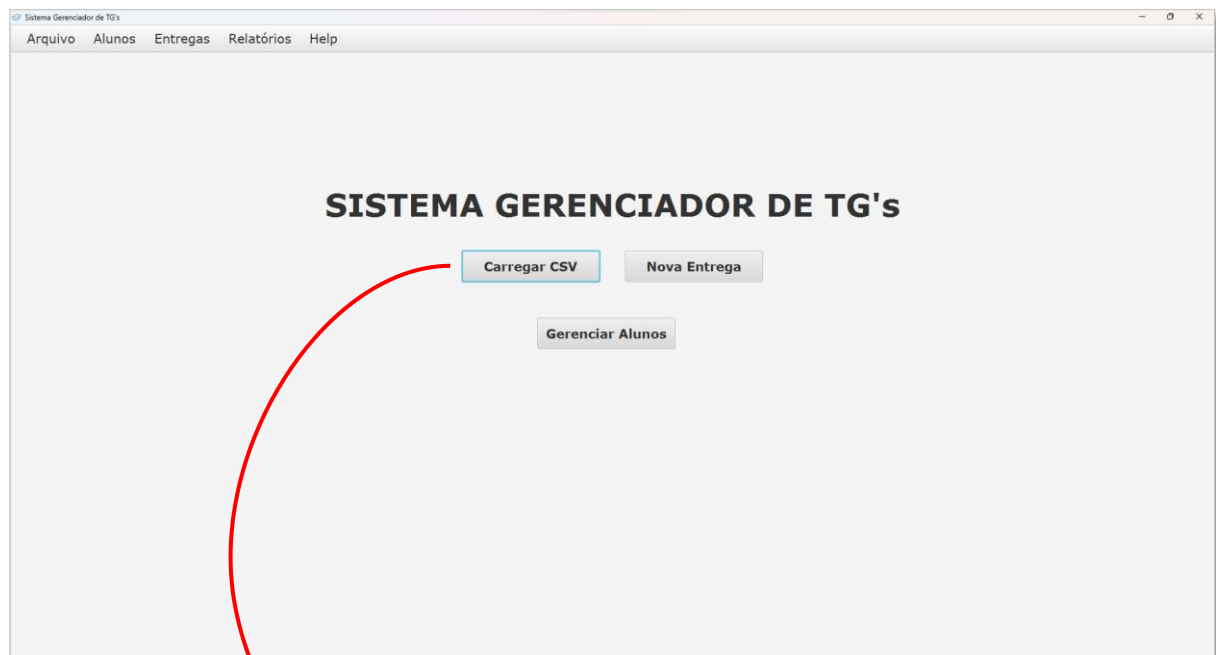 Sistema Gerenciador de TG's
Arquivo Alunos Entregas Relatórios Help
SISTEMA GERENCIADOR DE TG's
Carregar CSV Nova Entrega
Gerenciar Alunos